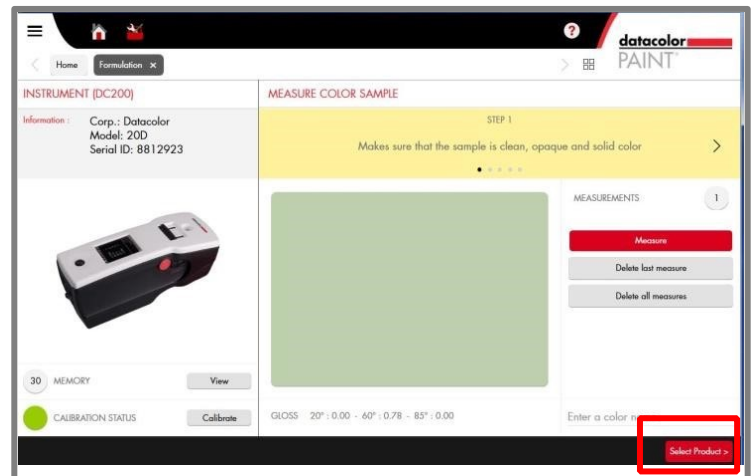 ?
datacolor
PAINT
Home
Formulation ×
INSTRUMENT (DC200)
MEASURE COLOR SAMPLE
Information :
Corp.: Datacolor
Model: 20D
Serial ID: 8812923
STEP 1
Makes sure that the sample is clean, opaque and solid color
MEASUREMENTS
1
Measure
Delete last measure
Delete all measures
30 MEMORY
View
CALIBRATION STATUS
Calibrate
GLOSS 20° : 0.00 - 60° : 0.78 - 85° : 0.00
Enter a color
Select Product >